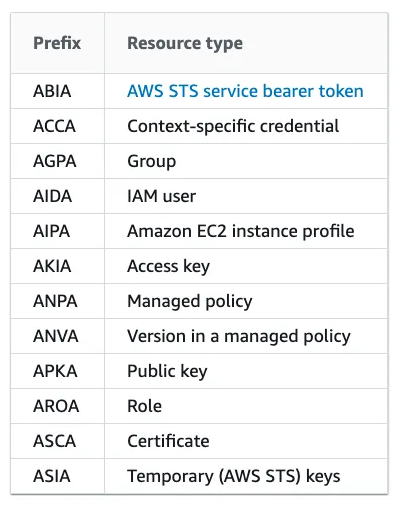 Prefix Resource type
ABIA AWS STS service bearer token
ACCA Context-specific credential
AGPA Group
AIDA IAM user
AIPA Amazon EC2 instance profile
AKIA Access key
ANPA Managed policy
ANVA Version in a managed policy
APKA Public key
AROA Role
ASCA Certificate
ASIA Temporary (AWS STS) keys